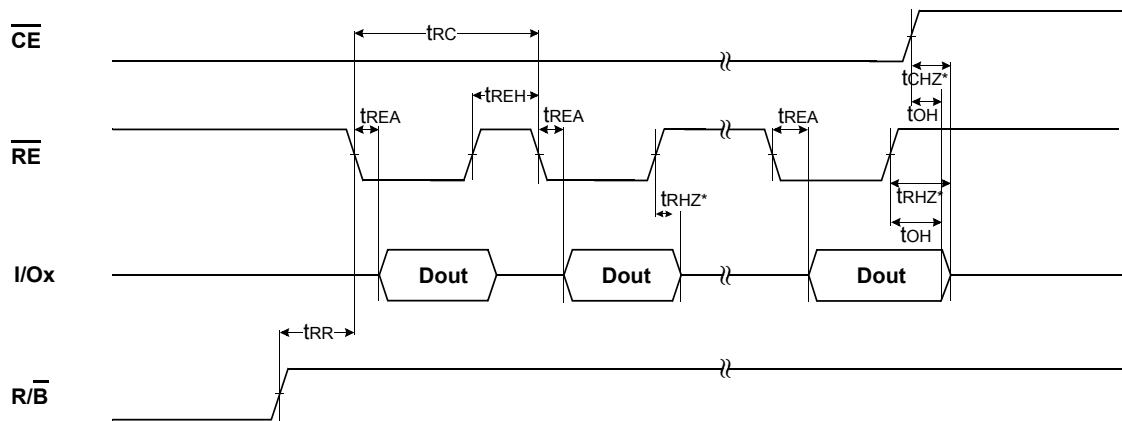 CE
tRC
tCHZ*
tREH
tREA
tREA
tREA
tOH
RE
tRHZ*
tRHZ*
tOH
I/Ox
Dout
Dout
Dout
tRR
R/B